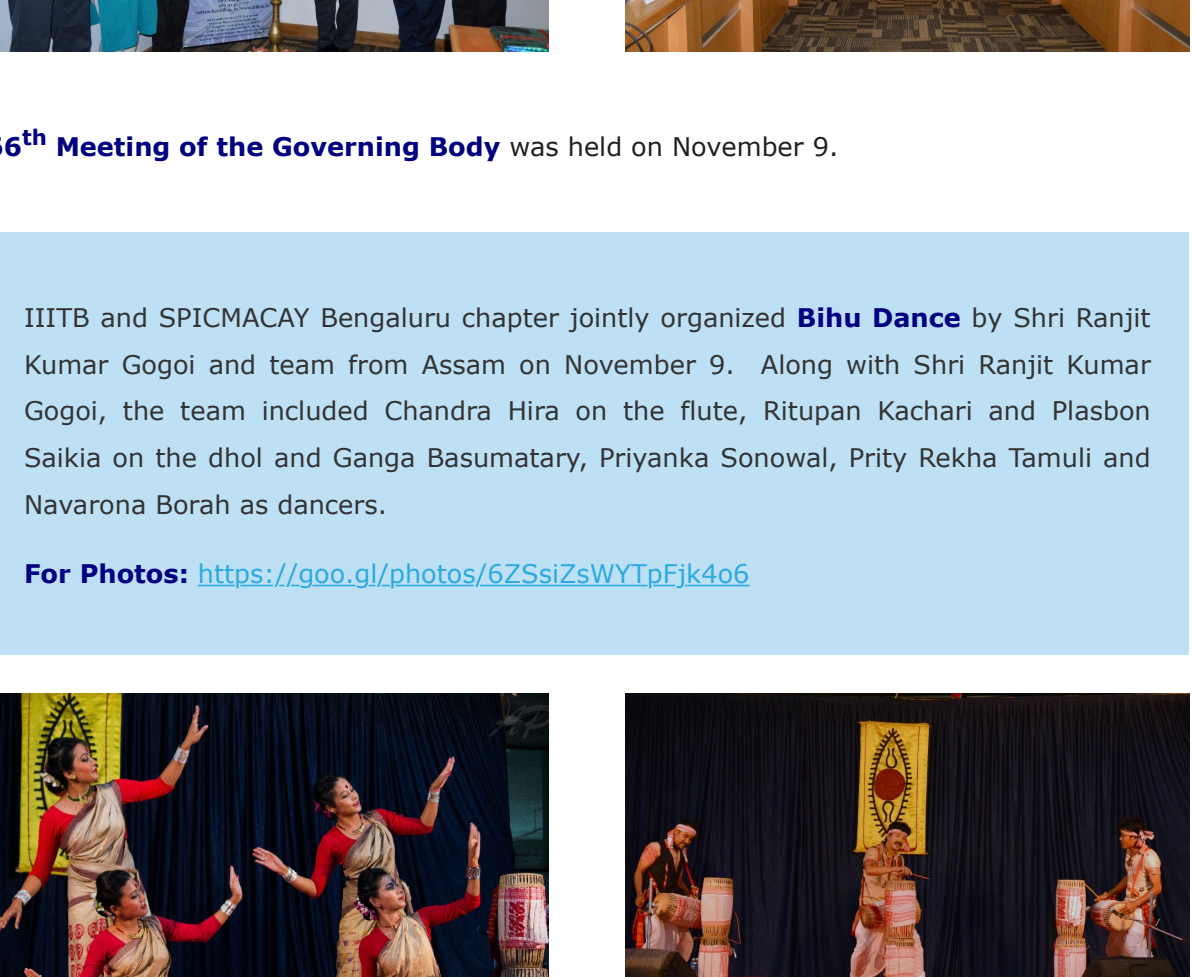 6th Meeting of the Governing Body was held on November 9.
IIITB and SPICMACAY Bengaluru chapter jointly organized Bihu Dance by Shri Ranjit
Kumar Gogoi and team from Assam on November 9.  Along with Shri Ranjit Kumar
Gogoi, the team included Chandra Hira on the flute, Ritupan Kachari and Plasbon
Saikia on the dhol and Ganga Basumatary, Priyanka Sonowal, Prity Rekha Tamuli and
Navarona Borah as dancers.
For Photos: https://goo.gl/photos/6ZSsiZsWYTpFjk4o6